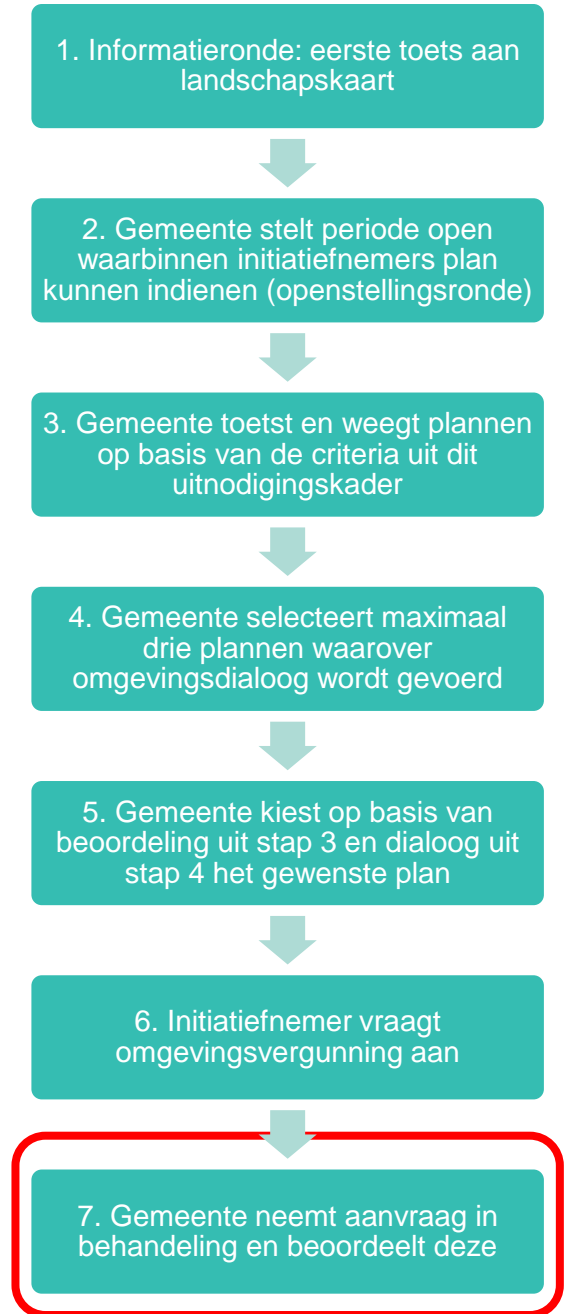 1. Informatieronde: eerste toets aan
landschapskaart
2. Gemeente stelt periode open
waarbinnen initiatiefnemers plan
kunnen indienen (openstellingsronde)
3. Gemeente toetst en weegt plannen
op basis van de criteria uit dit
uitnodigingskader
4. Gemeente selecteert maximaal
drie plannen waarover
omgevingsdialoog wordt gevoerd
5. Gemeente kiest op basis van
beoordeling uit stap 3 en dialoog uit
stap 4 het gewenste plan
6. Initiatiefnemer vraagt
omgevingsvergunning aan
7. Gemeente neemt aanvraag in
behandeling en beoordeelt deze